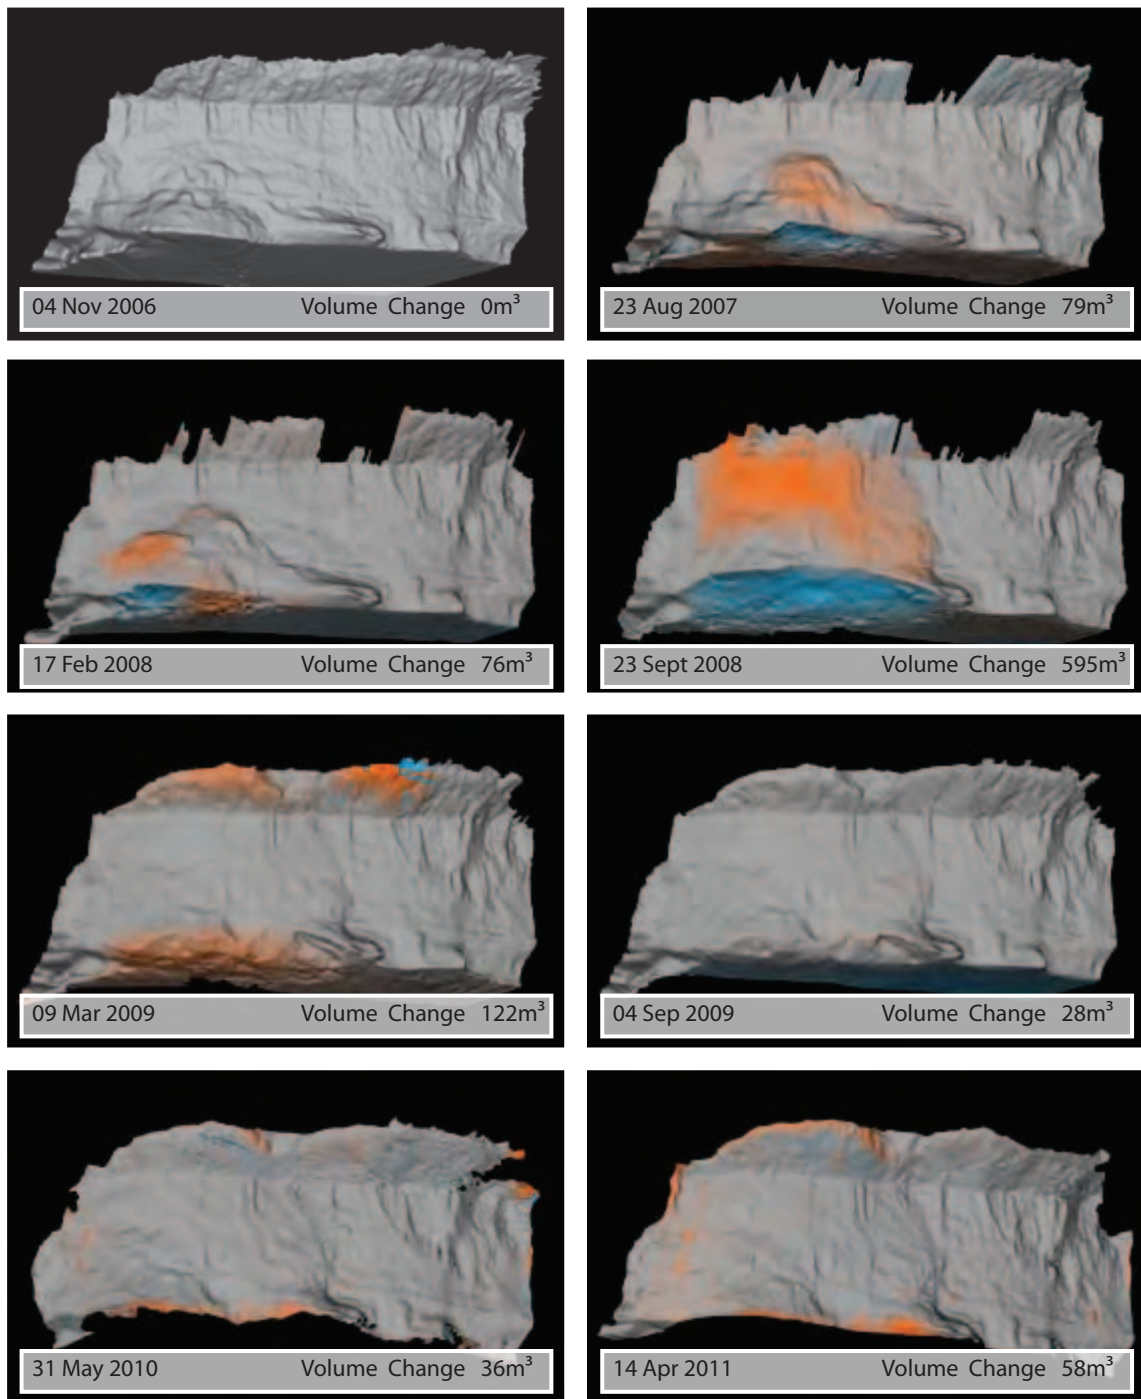 04 Nov 2006 Volume Change 0m³
23 Aug 2007 Volume Change 79m³
17 Feb 2008 Volume Change 76m³
23 Sept 2008 Volume Change 595m³
09 Mar 2009 Volume Change 122m³
04 Sep 2009 Volume Change 28m³
31 May 2010 Volume Change 36m³
14 Apr 2011 Volume Change 58m³